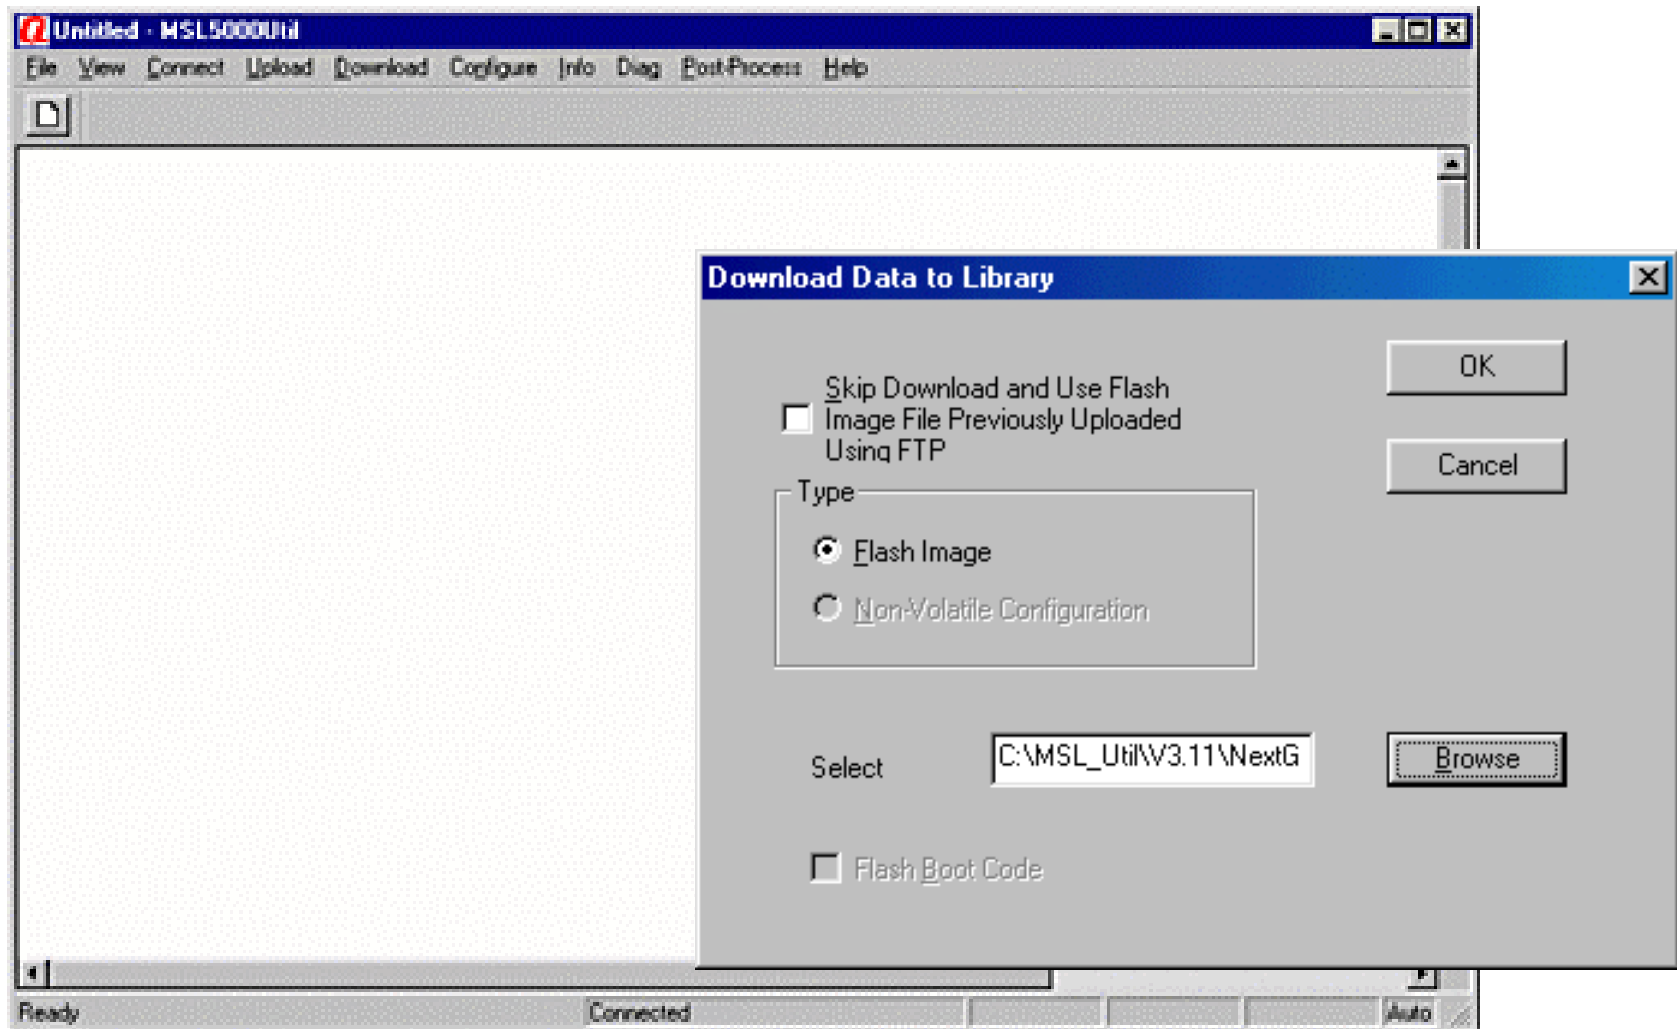 Untitled - MSL5000Util
File View Connect Upload Download Configure Info Diag Post-Process Help
Download Data to Library
Skip Download and Use Flash
Image File Previously Uploaded
Using FTP
OK
Cancel
Type
Flash Image
Non-Volatile Configuration
Select
C:\MSL_Util\V3.11\NextG
Browse
Flash Boot Code
Ready
Connected
Auto